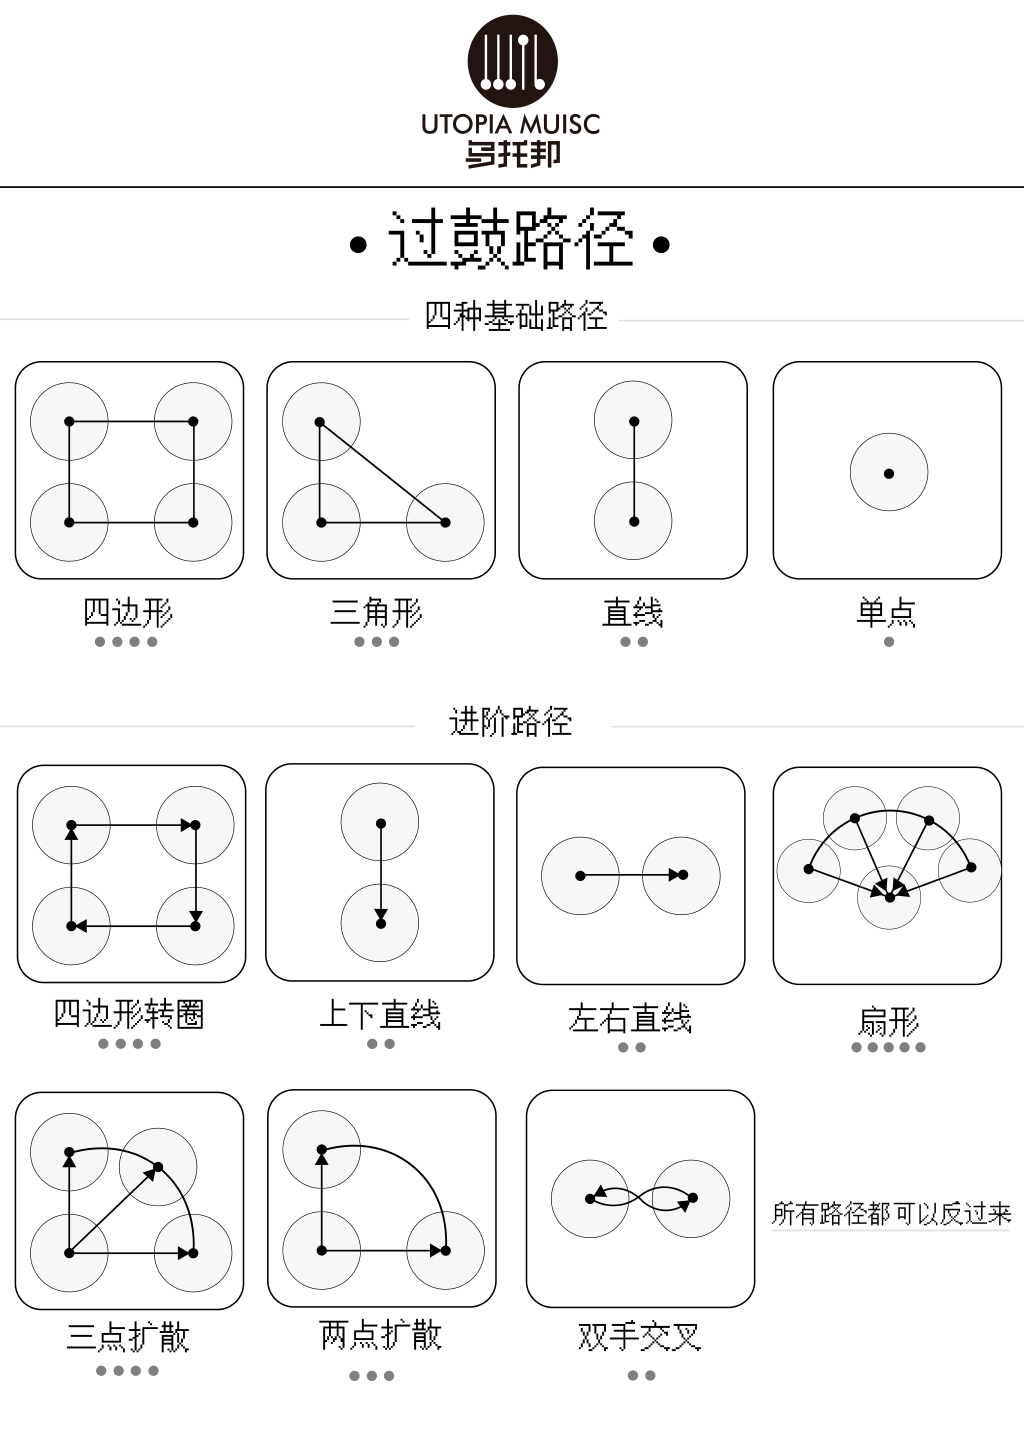 UTOPIA MUISC
乌托邦
• 过鼓路径 •
四种基础路径
四边形
三角形
直线
单点
进阶路径
四边形转圈
上下直线
左右直线
扇形
所有路径都可以反过来
三点扩散
两点扩散
双手交叉